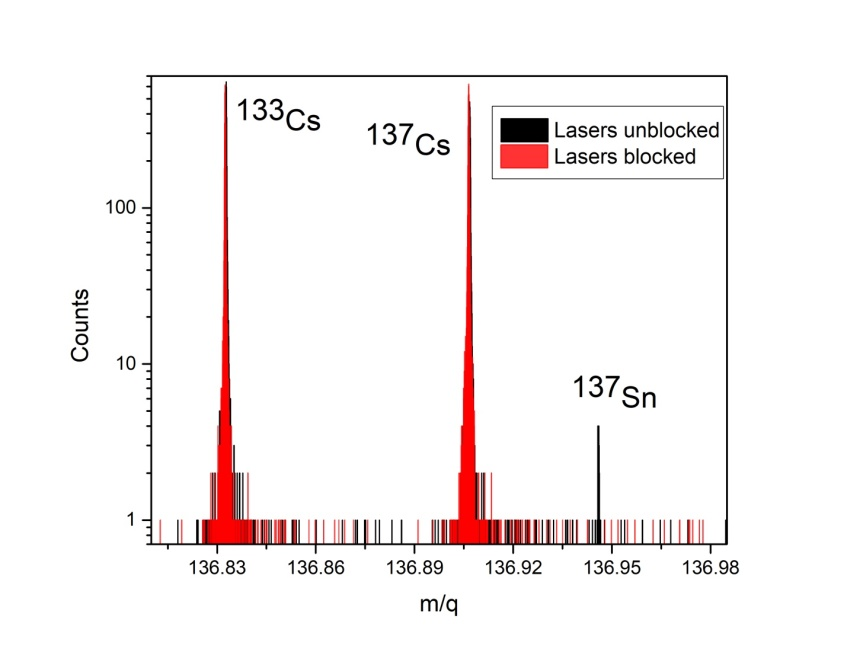 133Cs
137Cs
Lasers unblocked
Lasers blocked
100
Counts
10
137Sn
1
136.83 136.86 136.89 136.92 136.95 136.98
m/q